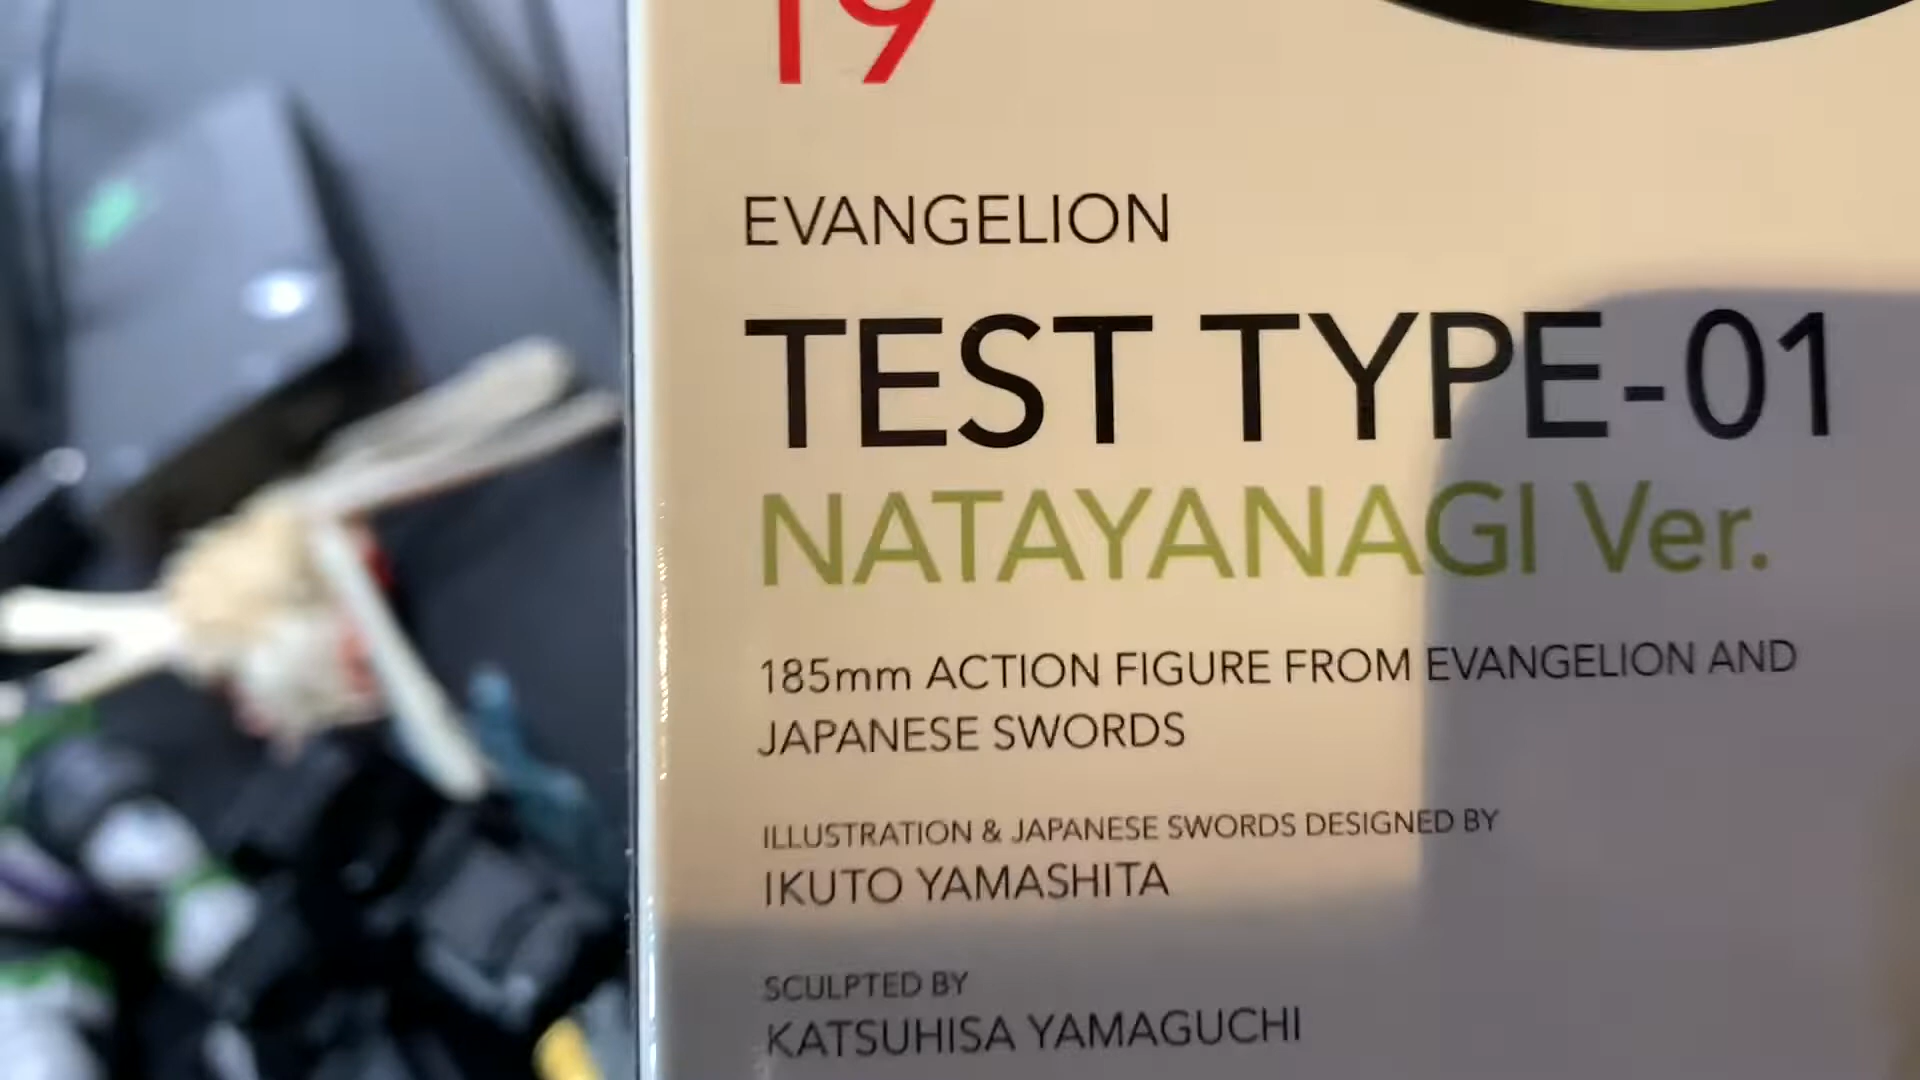 19
EVANGELION
TEST TYPE-01
NATAYANAGI Ver.
185mm ACTION FIGURE FROM EVANGELION AND
JAPANESE SWORDS
ILLUSTRATION & JAPANESE SWORDS DESIGNED BY
IKUTO YAMASHITA
SCULPTED BY
KATSUHISA YAMAGUCHI